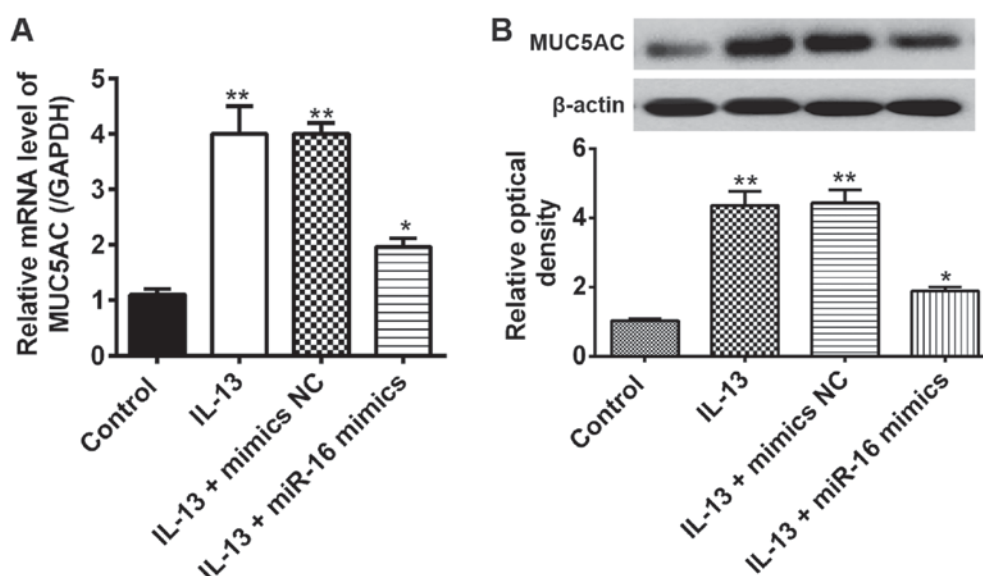 A
Relative mRNA level of
MUC5AC (/GAPDH)
5
4
3
2
1
0
**
**
*
Control
IL-13
IL-13 + mimics NC
IL-13 + miR-16 mimics
B
MUC5AC
β-actin
Relative optical
density
6
4
2
0
**
**
*
Control
IL-13
IL-13 + mimics NC
IL-13 + miR-16 mimics